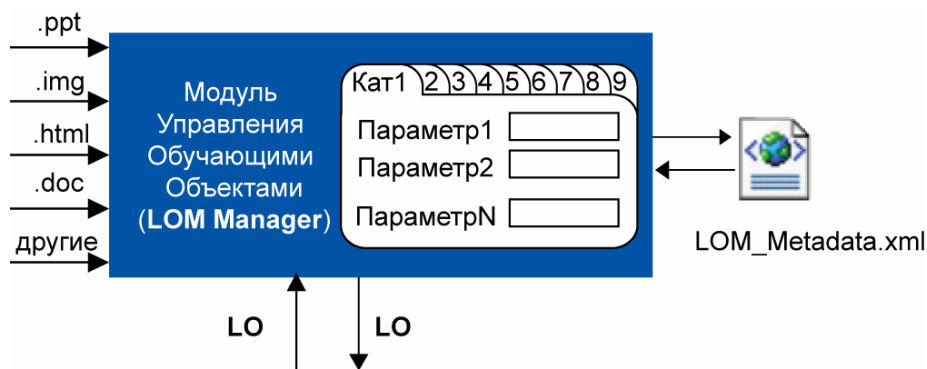 .ppt
.img
.html
.doc
другие
Модуль
Управления
Обучающими
Объектами
(LOM Manager)
Кат1 2 3 4 5 6 7 8 9
Параметр1
Параметр2
ПараметрN
LOM_Metadata.xml
LO LO